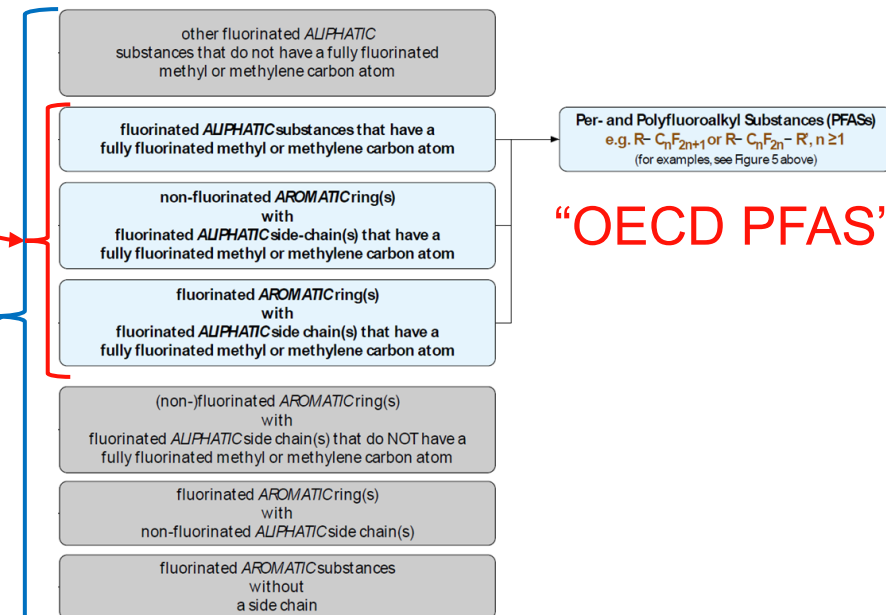 other fluorinated ALIPHATIC
substances that do not have a fully fluorinated
methyl or methylene carbon atom
fluorinated ALIPHATIC substances that have a
fully fluorinated methyl or methylene carbon atom
Per- and Polyfluoroalkyl Substances (PFASs)
e.g. R– CnF2n+1 or R– CnF2n– R', n ≥1
(for examples, see Figure 5 above)
non-fluorinated AROMATIC ring(s)
with
fluorinated ALIPHATIC side-chain(s) that have a
fully fluorinated methyl or methylene carbon atom
“OECD PFAS”
fluorinated AROMATIC ring(s)
with
fluorinated ALIPHATIC side chain(s) that have a
fully fluorinated methyl or methylene carbon atom
(non-)fluorinated AROMATIC ring(s)
with
fluorinated ALIPHATIC side chain(s) that do NOT have a
fully fluorinated methyl or methylene carbon atom
fluorinated AROMATIC ring(s)
with
non-fluorinated ALIPHATIC side chain(s)
fluorinated AROMATIC substances
without
a side chain